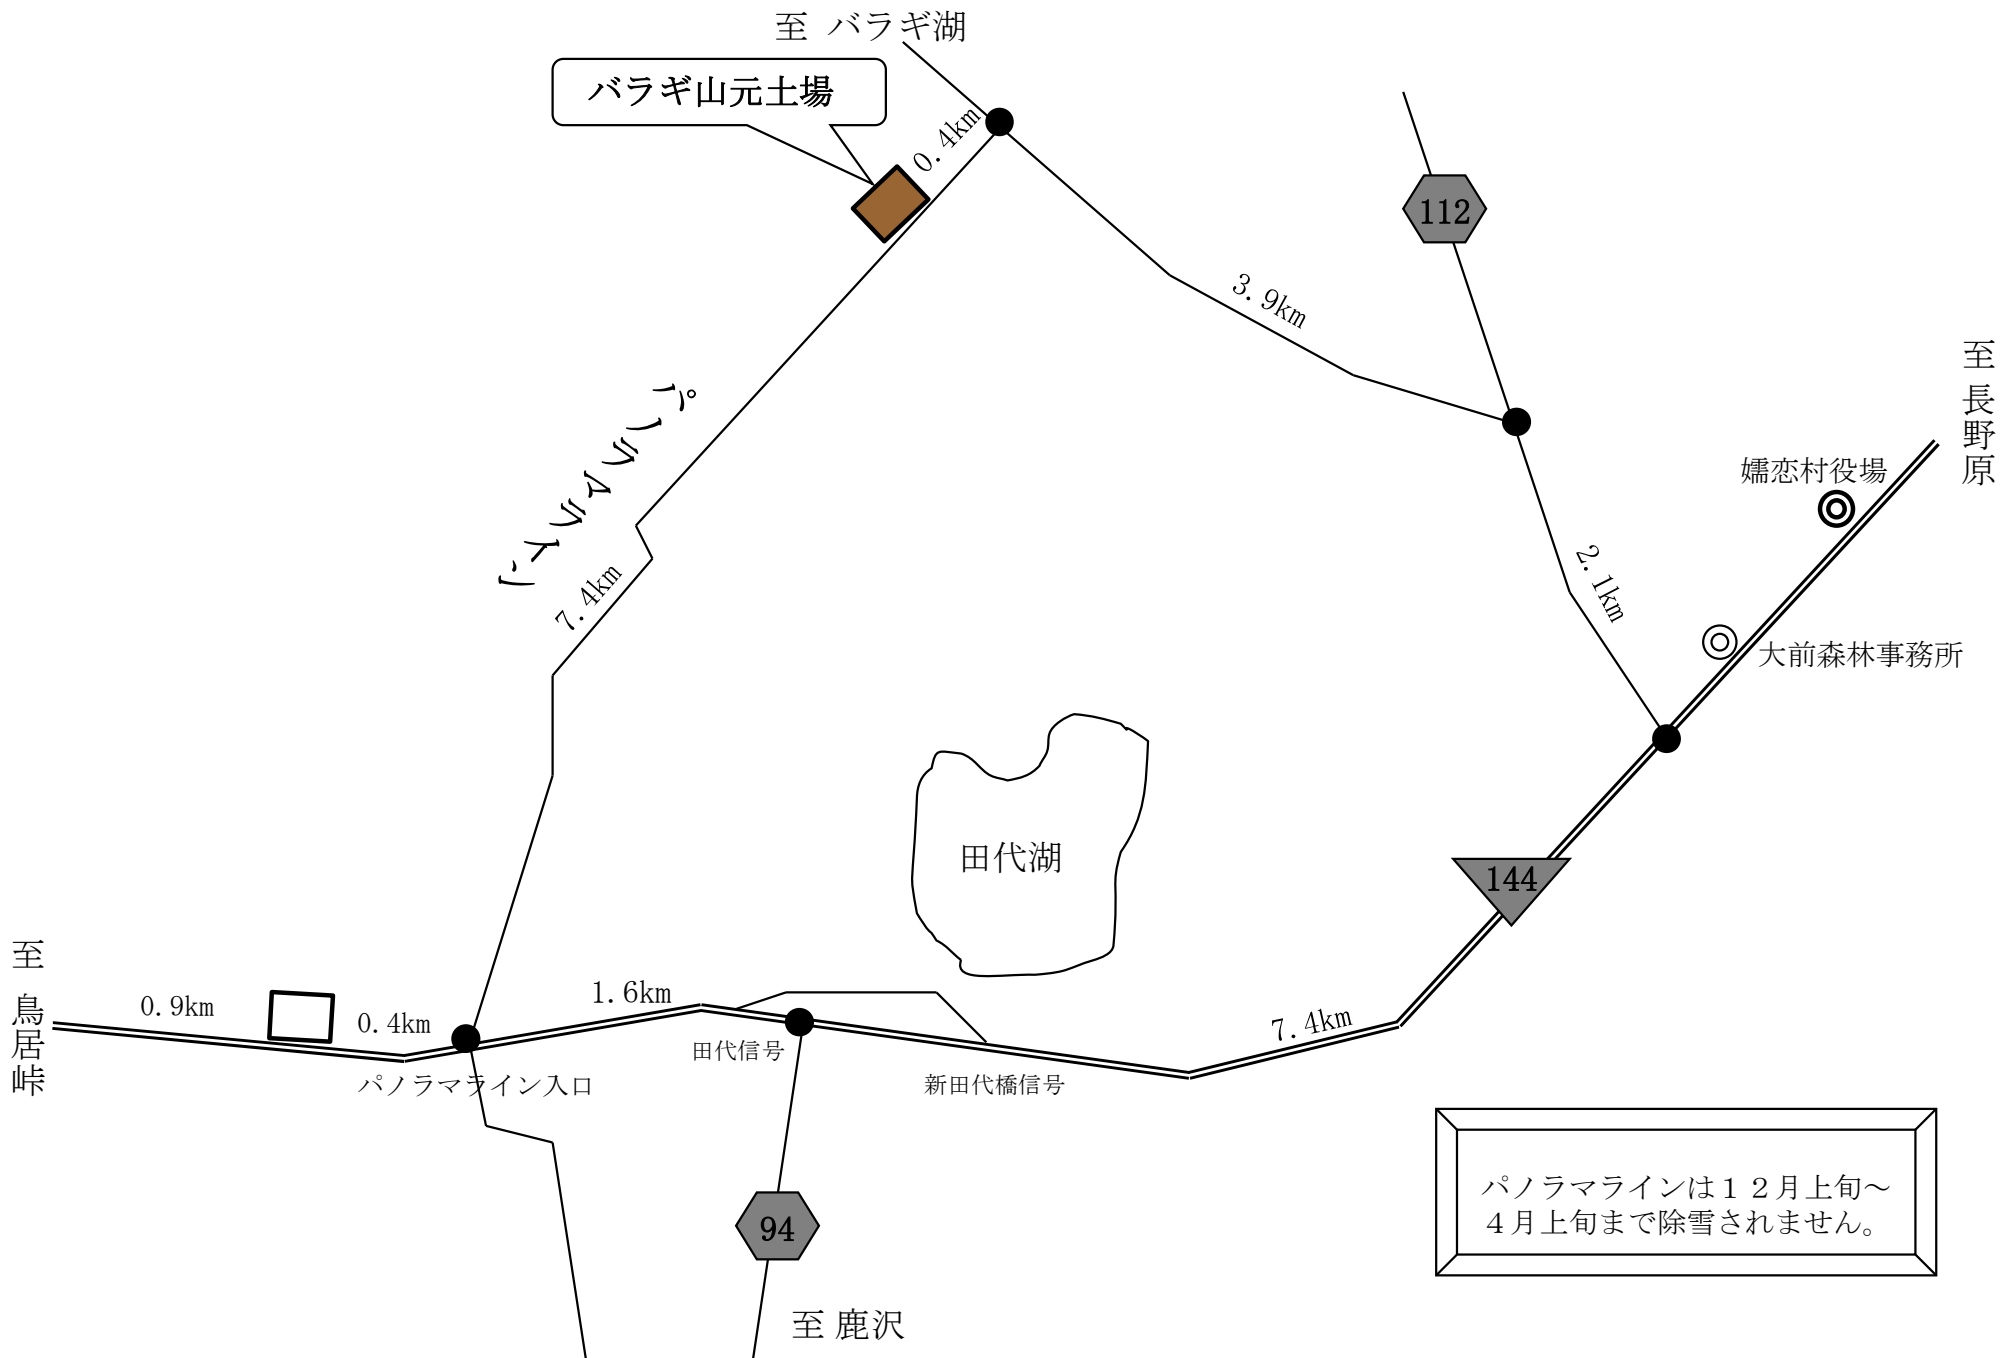 至 バラギ湖
バラギ山元土場
0.4km
112
3.9km
至 長野原
パノラマライン
嬬恋村役場
7.4km
2.1km
大前森林事務所
田代湖
144
至 鳥居峠
0.9km
0.4km
1.6km
7.4km
田代信号
パノラマライン入口
新田代橋信号
パノラマラインは１２月上旬～
４月上旬まで除雪されません。
94
至 鹿沢